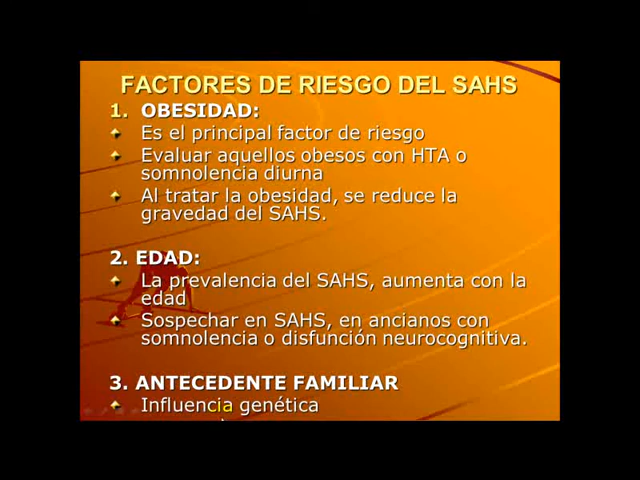 FACTORES DE RIESGO DEL SAHS
1. OBESIDAD:
Es el principal factor de riesgo
Evaluar aquellos obesos con HTA o
somnolencia diurna
Al tratar la obesidad, se reduce la
gravedad del SAHS.
2. EDAD:
La prevalencia del SAHS, aumenta con la
edad
Sospechar en SAHS, en ancianos con
somnolencia o disfunción neurocognitiva.
3. ANTECEDENTE FAMILIAR
Influencia genética